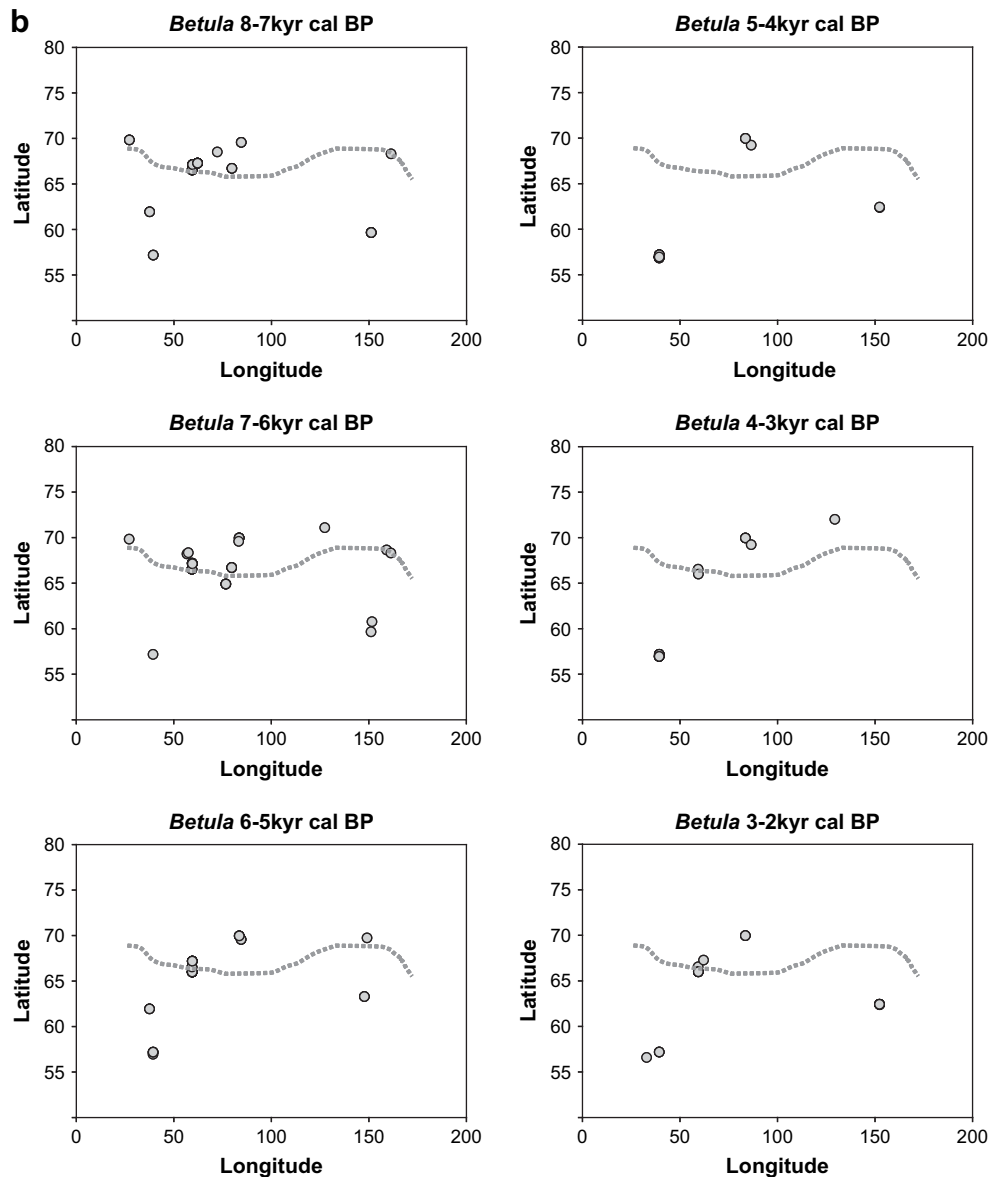 b
Betula 8-7kyr cal BP
Latitude
80
75
70
65
60
55
0 50 100 150 200
Longitude
Betula 5-4kyr cal BP
Latitude
80
75
70
65
60
55
0 50 100 150 200
Longitude
Betula 7-6kyr cal BP
Latitude
80
75
70
65
60
55
0 50 100 150 200
Longitude
Betula 4-3kyr cal BP
Latitude
80
75
70
65
60
55
0 50 100 150 200
Longitude
Betula 6-5kyr cal BP
Latitude
80
75
70
65
60
55
0 50 100 150 200
Longitude
Betula 3-2kyr cal BP
Latitude
80
75
70
65
60
55
0 50 100 150 200
Longitude